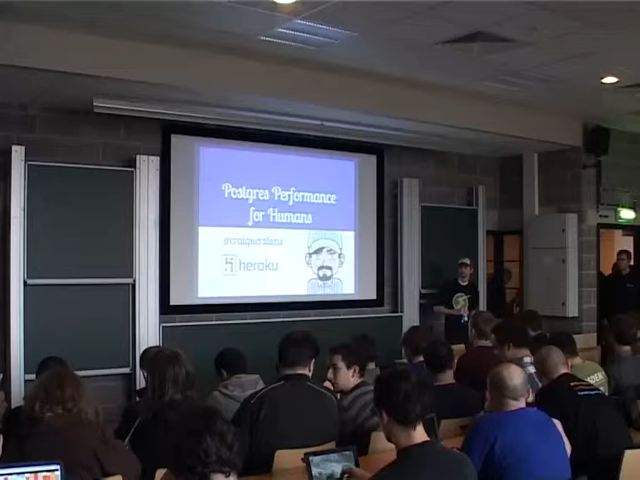 Postgres Performance
for Humans
@craigkerstiens
heroku